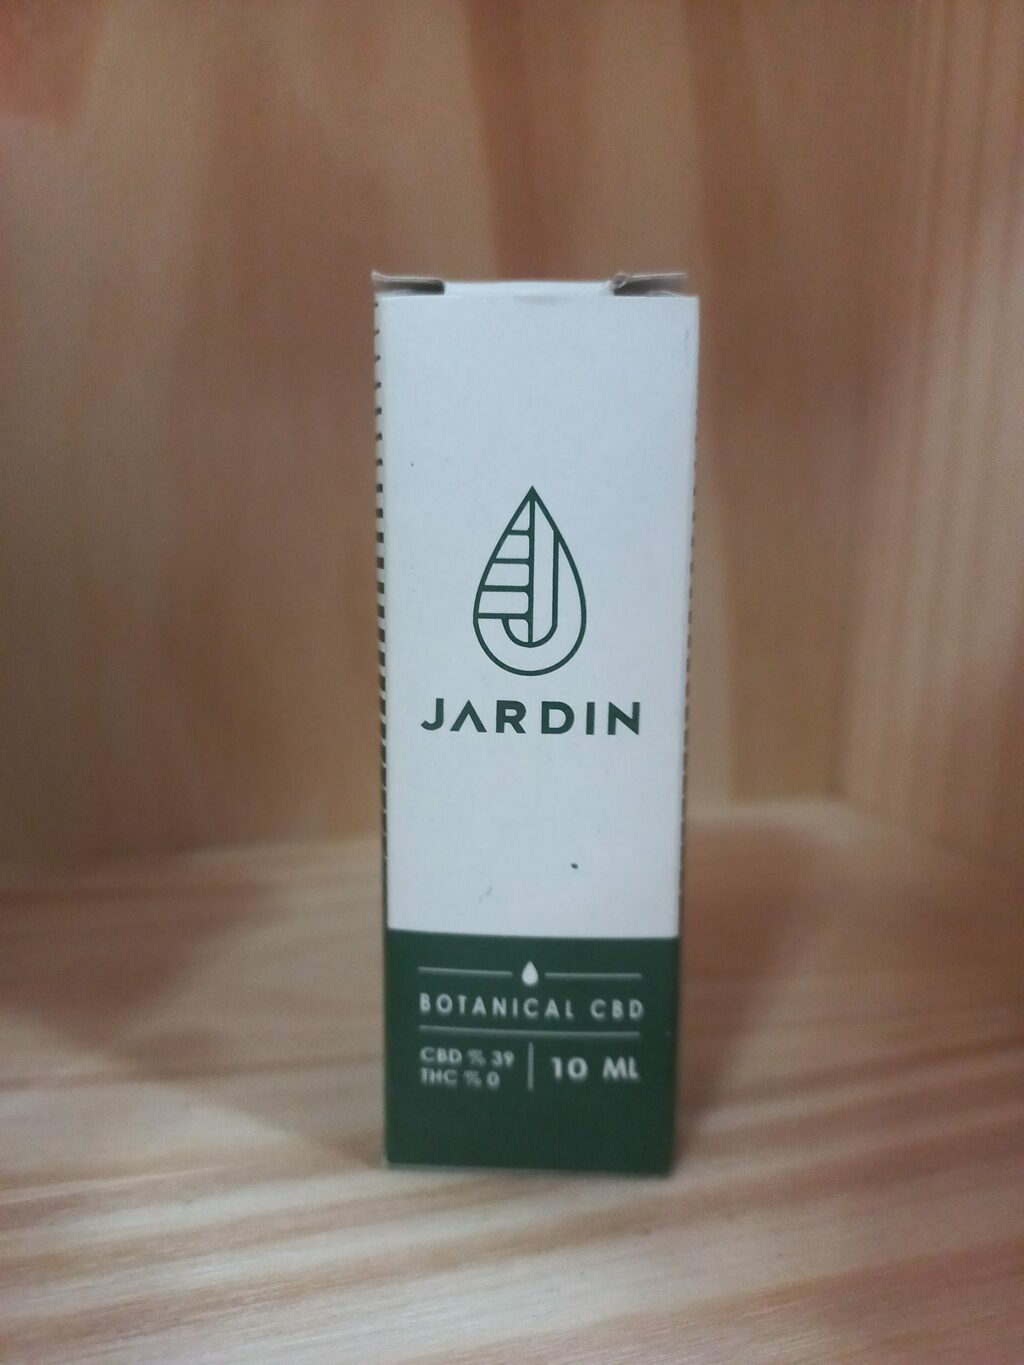 JARDIN
BOTANICAL CBD
CBD % 39
THC % 0
10 ML